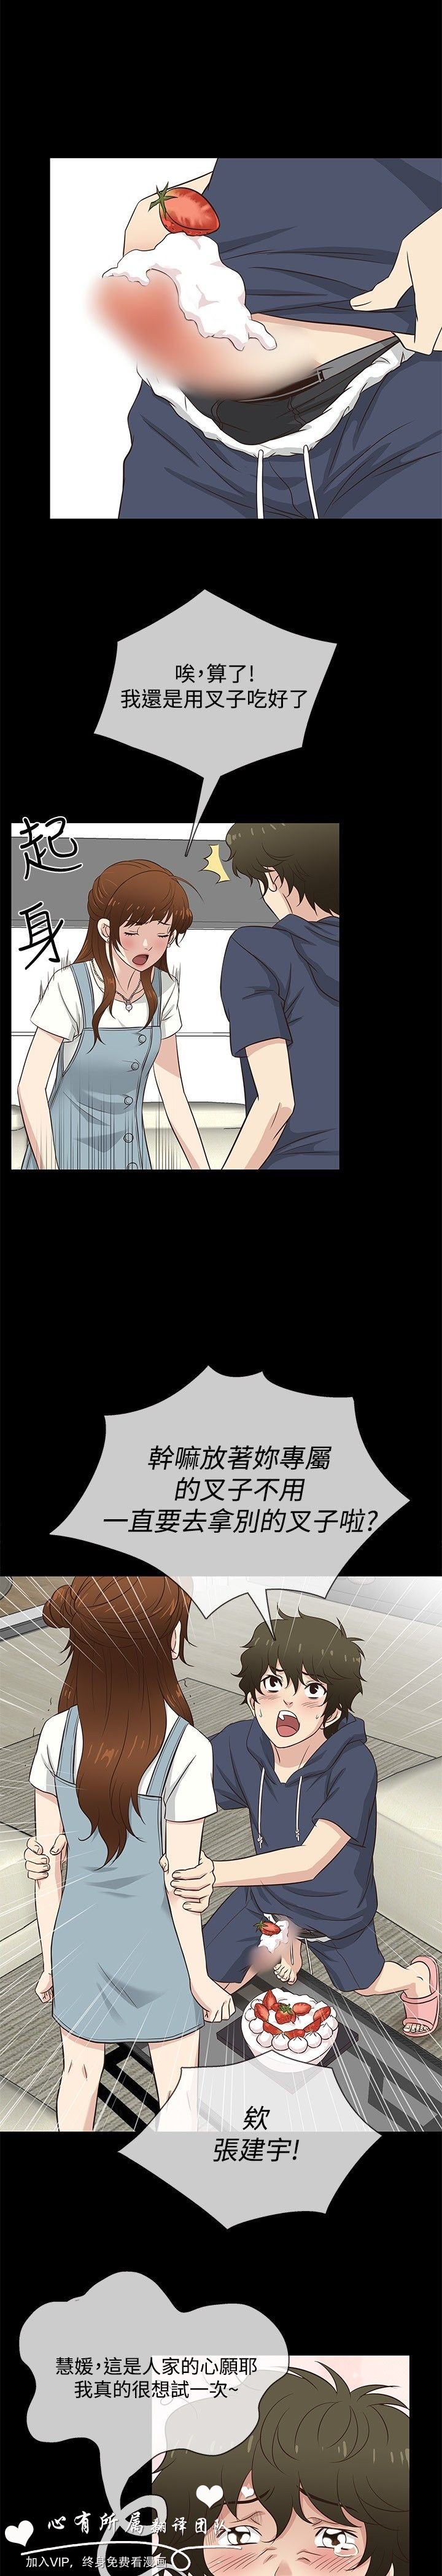 唉，算了!
我還是用叉子吃好了
起身
幹嘛放著妳專屬
的叉子不用
一直要去拿別的叉子啦?
欸
張建宇!
慧媛，這是人家的心願耶
我真的很想試一次~
心有所属翻译团队
加入VIP，终身免费看漫画